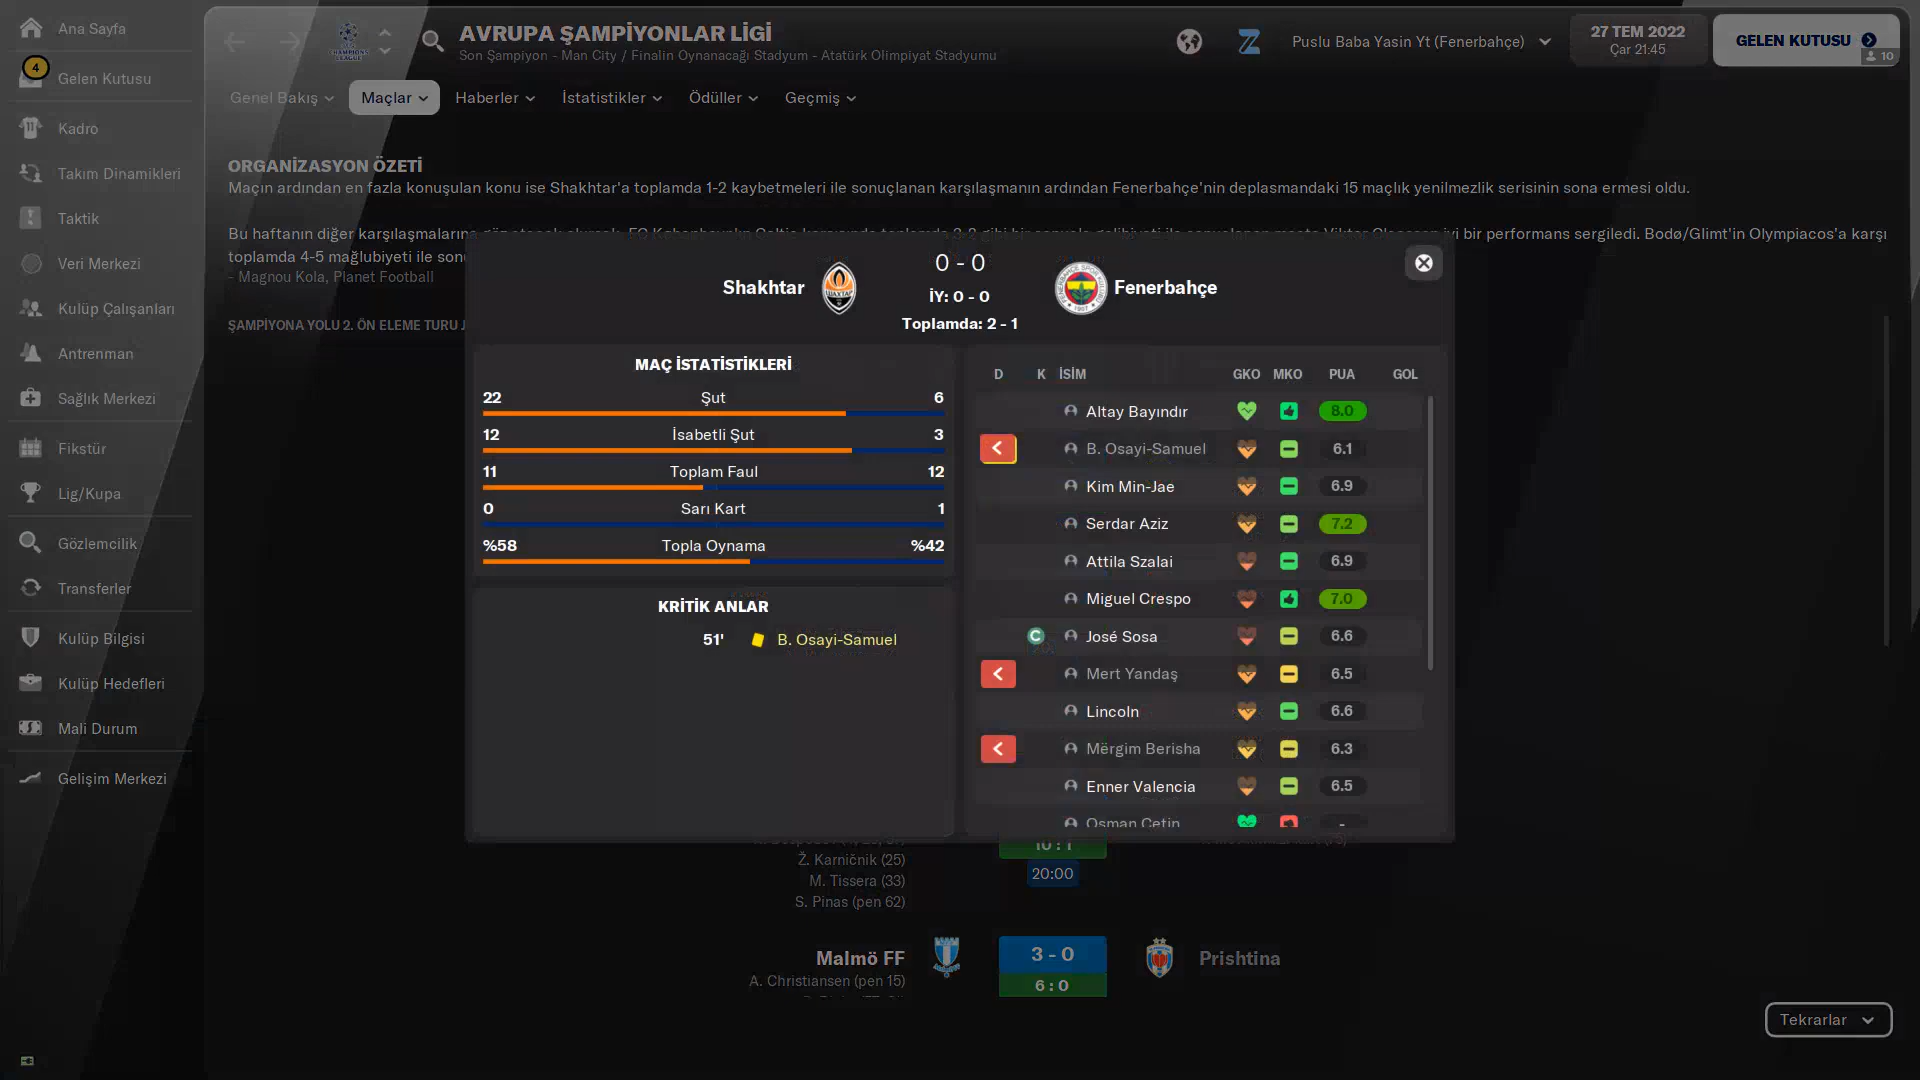 Ana Sayfa
4
Gelen Kutusu
Kadro
Takım Dinamikleri
Taktik
Veri Merkezi
Kulüp Çalışanları
Antrenman
Sağlık Merkezi
Fikstür
Lig/Kupa
Gözlemcilik
Transferler
Kulüp Bilgisi
Kulüp Hedefleri
Mali Durum
Gelişim Merkezi
AVRUPA ŞAMPİYONLAR LİGİ
Son Şampiyon - Man City / Finalin Oynanacağı Stadyum - Atatürk Olimpiyat Stadyumu
Puslu Baba Yasin Yt (Fenerbahçe)
27 TEM 2022
Çar 21:45
GELEN KUTUSU
10
Genel Bakış
Maçlar
Haberler
İstatistikler
Ödüller
Geçmiş
ORGANİZASYON ÖZETİ
Maçın ardından en fazla konuşulan konu ise Shakhtar'a toplamda 1-2 kaybetmeleri ile sonuçlanan karşılaşmanın ardından Fenerbahçe'nin deplasmandaki 15 maçlık yenilmezlik serisinin sona ermesi oldu.
Bu haftanın diğer karşılaşmalarına iyi bir performans sergiledi. Bodø/Glimt'in Olympiacos'a karşı
toplamda 4-5 mağlubiyeti ile
- Magnou Kola, Planet Football
ŞAMPİYONA YOLU 2. ÖN ELEME TURU
Shakhtar
0 - 0
İY: 0 - 0
Toplamda: 2 - 1
Fenerbahçe
MAÇ İSTATİSTİKLERİ
22 Şut 6
12 İsabetli Şut 3
11 Toplam Faul 12
0 Sarı Kart 1
%58 Topla Oynama %42
KRİTİK ANLAR
51' B. Osayi-Samuel
D K İSİM GKO MKO PUA GOL
Altay Bayındır 8.0
B. Osayi-Samuel 6.1
Kim Min-Jae 6.9
Serdar Aziz 7.2
Attila Szalai 6.9
Miguel Crespo 7.0
C José Sosa 6.6
Mert Yandaş 6.5
Lincoln 6.6
Mërgim Berisha 6.3
Enner Valencia 6.5
Osman Çetin -
10 : 1
Ž. Karničnik (25)
20:00
M. Tissera (33)
S. Pinas (pen 62)
Malmö FF
3 - 0
Prishtina
A. Christiansen (pen 15)
6 : 0
Tekrarlar